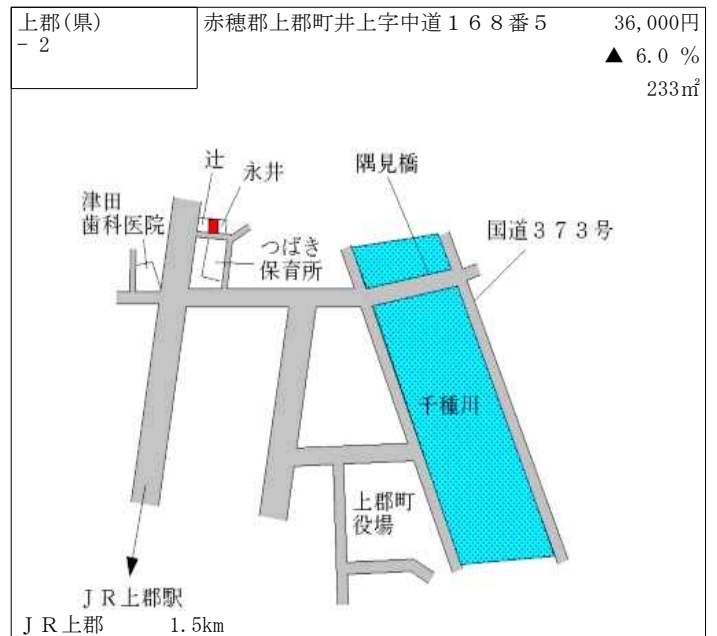 上郡(県)
－２
赤穂郡上郡町井上字中道１６８番５
36,000円
▲ 6.0 %
233㎡
辻
永井
隅見橋
津田
歯科医院
つばき
保育所
国道３７３号
千種川
上郡町
役場
ＪＲ上郡駅
ＪＲ上郡 1.5km